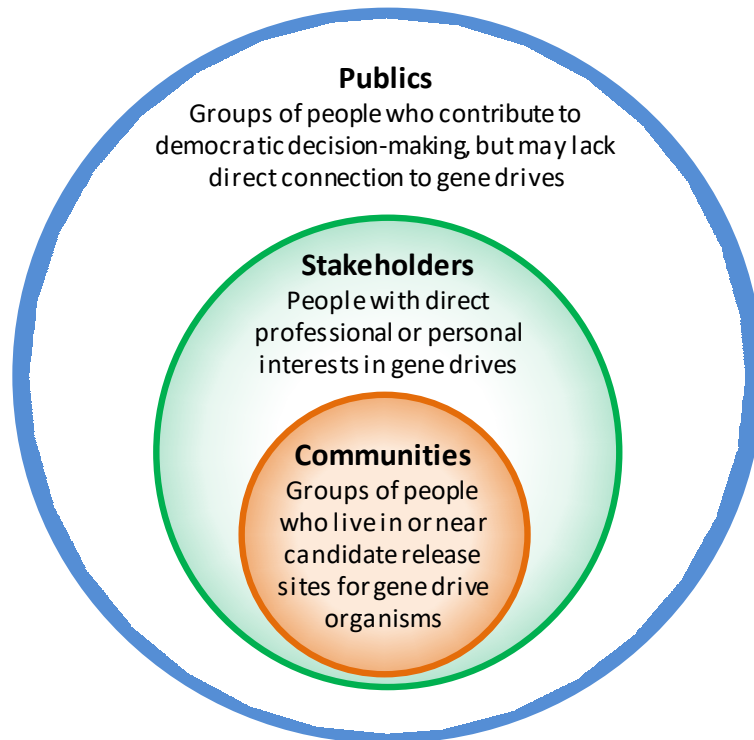 Publics
Groups of people who contribute to
democratic decision-making, but may lack
direct connection to gene drives
Stakeholders
People with direct
professional or personal
interests in gene drives
Communities
Groups of people
who live in or near
candidate release
sites for gene drive
organisms